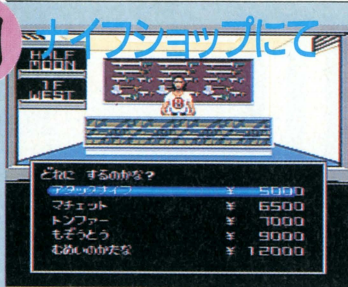 ナイフショップにて
HALF
MOON
1F
WEST
どれに するのかな？
アタックナイフ ¥ 5000
マチェット ¥ 6500
トンファー ¥ 7000
もぞうとう ¥ 9000
むめいのかたな ¥ 12000